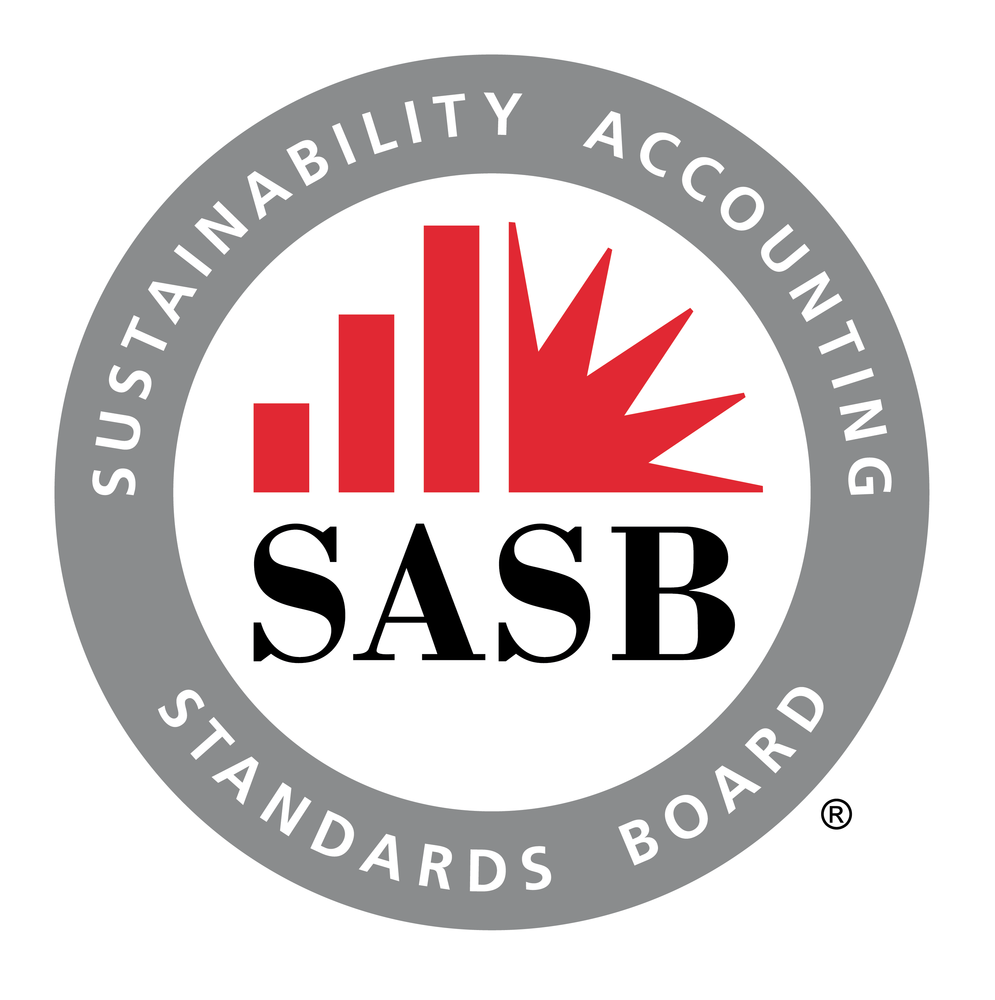 SUSTAINABILITY ACCOUNTING
SASB
STANDARDS BOARD
®